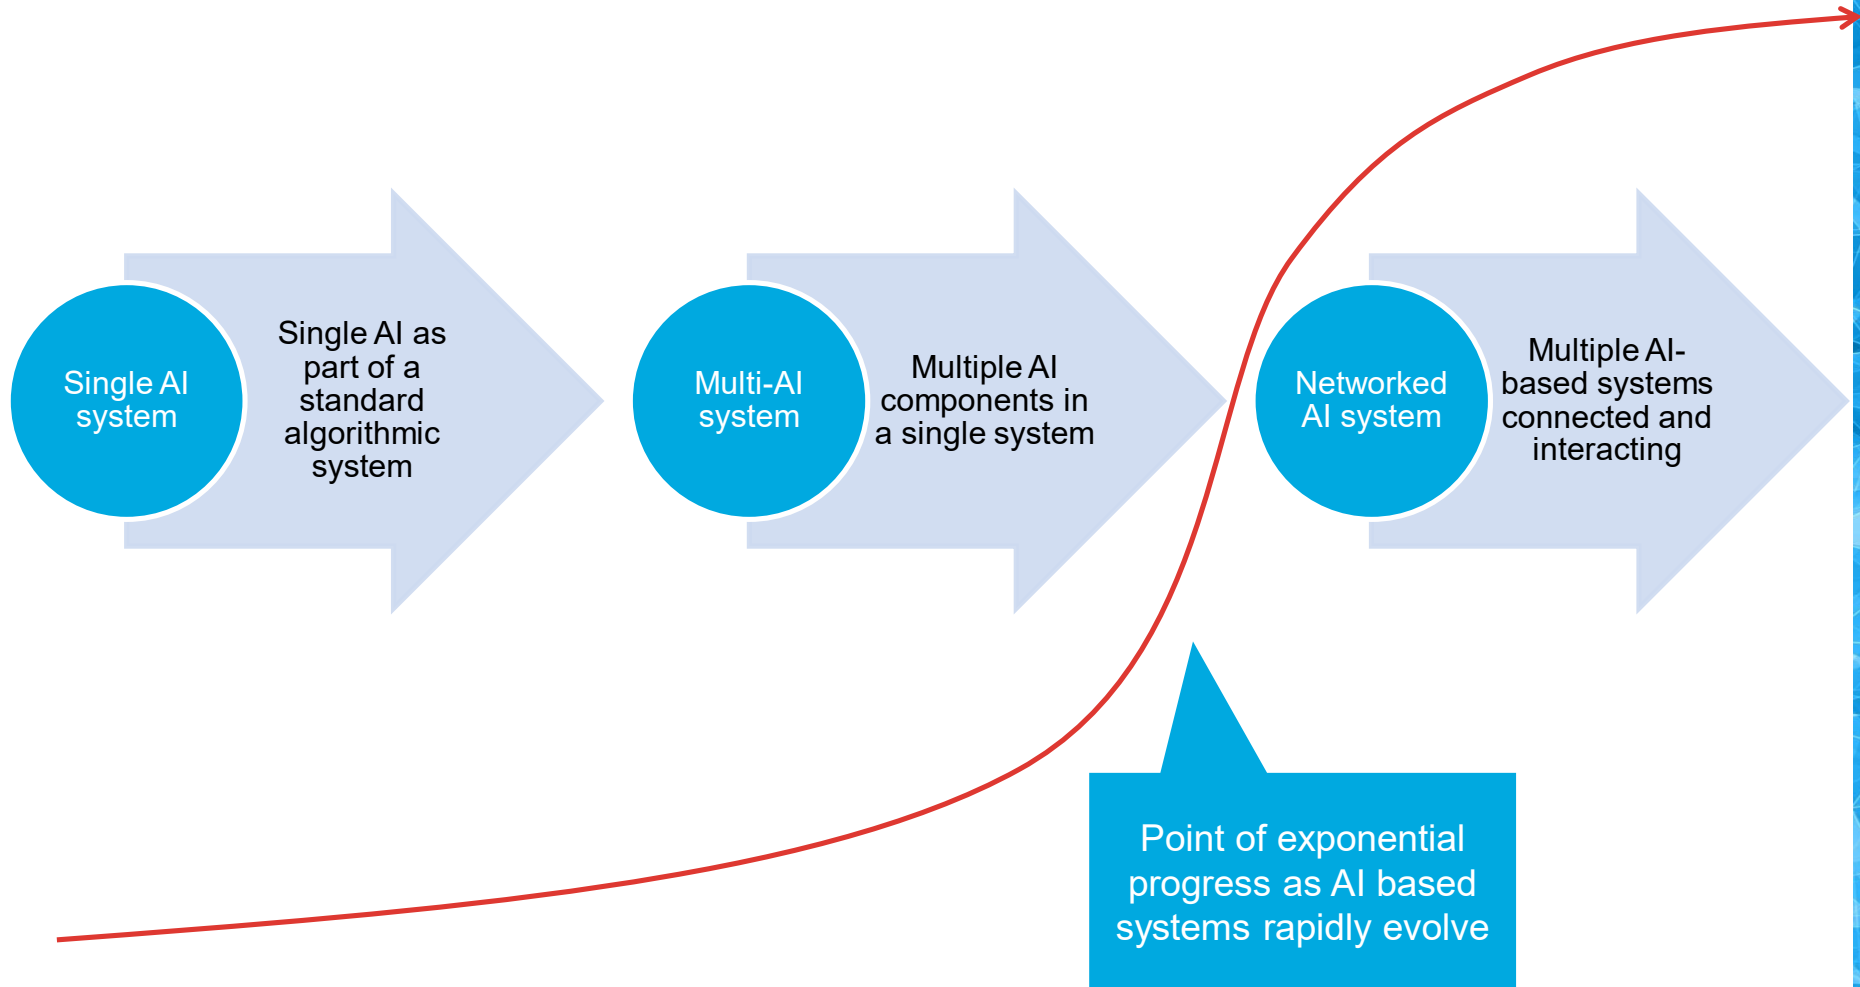 Single AI
system
Single AI as
part of a
standard
algorithmic
system
Multi-AI
system
Multiple AI
components in
a single system
Networked
AI system
Multiple AI-
based systems
connected and
interacting
Point of exponential
progress as AI based
systems rapidly evolve